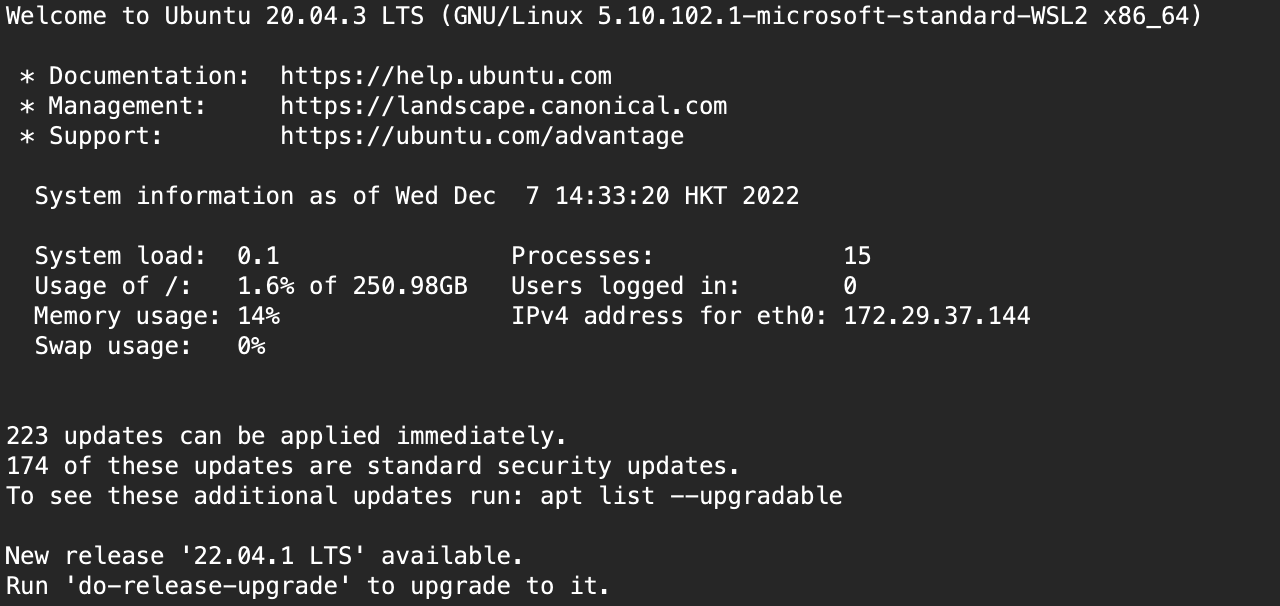 Welcome to Ubuntu 20.04.3 LTS (GNU/Linux 5.10.102.1-microsoft-standard-WSL2 x86_64)
* Documentation:  https://help.ubuntu.com
* Management:     https://landscape.canonical.com
* Support:        https://ubuntu.com/advantage
System information as of Wed Dec  7 14:33:20 HKT 2022
System load:  0.1                Processes:             15
Usage of /:   1.6% of 250.98GB   Users logged in:       0
Memory usage: 14%                IPv4 address for eth0: 172.29.37.144
Swap usage:   0%
223 updates can be applied immediately.
174 of these updates are standard security updates.
To see these additional updates run: apt list --upgradable
New release '22.04.1 LTS' available.
Run 'do-release-upgrade' to upgrade to it.